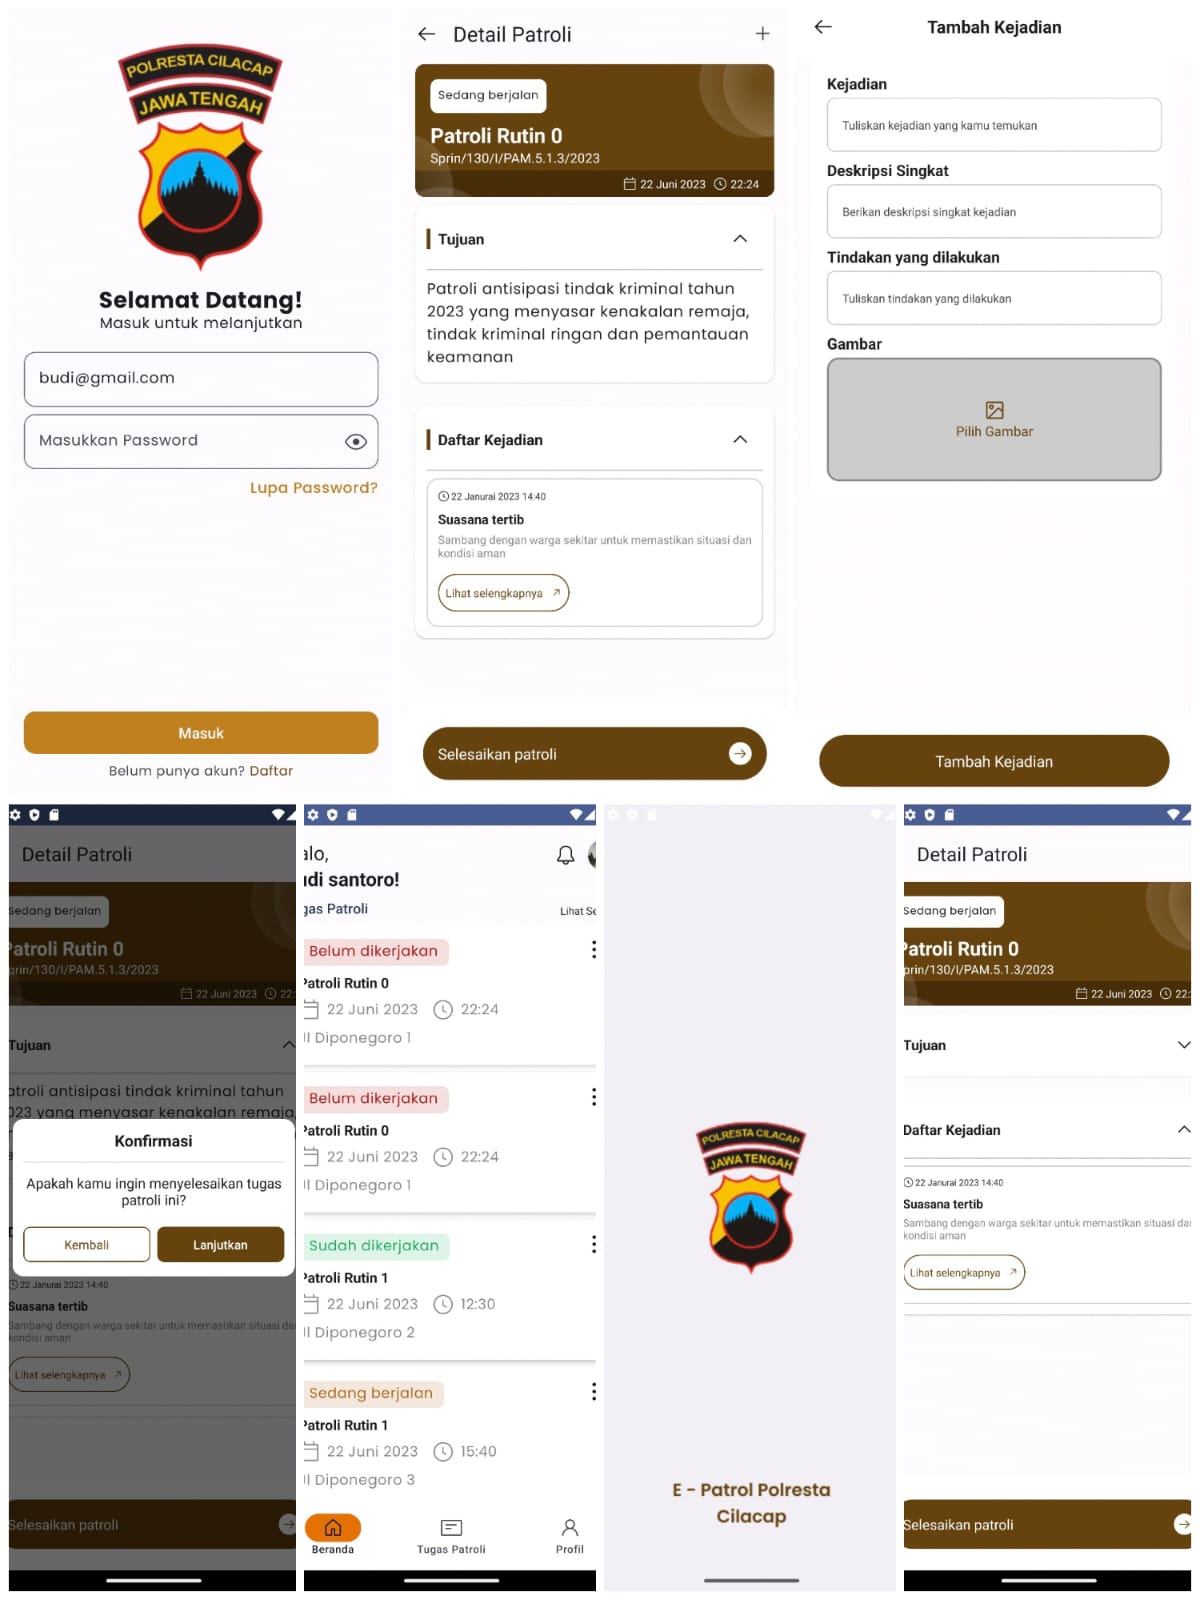 POLRESTA CILACAP
JAWA TENGAH
Selamat Datang!
Masuk untuk melanjutkan
budi@gmail.com
Masukkan Password
Lupa Password?
Masuk
Belum punya akun? Daftar
Detail Patroli
Sedang berjalan
Patroli Rutin 0
Sprin/130/I/PAM.5.1.3/2023
22 Juni 2023 22:24
Tujuan
Patroli antisipasi tindak kriminal tahun
2023 yang menyasar kenakalan remaja,
tindak kriminal ringan dan pemantauan
keamanan
Daftar Kejadian
22 Janurai 2023 14:40
Suasana tertib
Sambang dengan warga sekitar untuk memastikan situasi dan
kondisi aman
Lihat selengkapnya
Selesaikan patroli
Tambah Kejadian
Kejadian
Tuliskan kejadian yang kamu temukan
Deskripsi Singkat
Berikan deskripsi singkat kejadian
Tindakan yang dilakukan
Tuliskan tindakan yang dilakukan
Gambar
Pilih Gambar
Tambah Kejadian
Detail Patroli
Sedang berjalan
Patroli Rutin 0
prin/130/I/PAM.5.1.3/2023
22 Juni 2023 22:
Tujuan
atroli antisipasi tindak kriminal tahun
023 yang menyasar kenakalan remaja,
Konfirmasi
Apakah kamu ingin menyelesaikan tugas
patroli ini?
Kembali Lanjutkan
22 Janurai 2023 14:40
Suasana tertib
Sambang dengan warga sekitar untuk memastikan situasi da
kondisi aman
Lihat selengkapnya
Selesaikan patroli
alo,
udi santoro!
gas Patroli Lihat Se
Belum dikerjakan
Patroli Rutin 0
22 Juni 2023 22:24
Jl Diponegoro 1
Belum dikerjakan
Patroli Rutin 0
22 Juni 2023 22:24
Jl Diponegoro 1
Sudah dikerjakan
Patroli Rutin 1
22 Juni 2023 12:30
Jl Diponegoro 2
Sedang berjalan
Patroli Rutin 1
22 Juni 2023 15:40
Jl Diponegoro 3
Beranda Tugas Patroli Profil
POLRESTA CILACAP
JAWA TENGAH
E - Patrol Polresta
Cilacap
Detail Patroli
Sedang berjalan
Patroli Rutin 0
prin/130/I/PAM.5.1.3/2023
22 Juni 2023 22:
Tujuan
Daftar Kejadian
22 Janurai 2023 14:40
Suasana tertib
Sambang dengan warga sekitar untuk memastikan situasi da
kondisi aman
Lihat selengkapnya
Selesaikan patroli